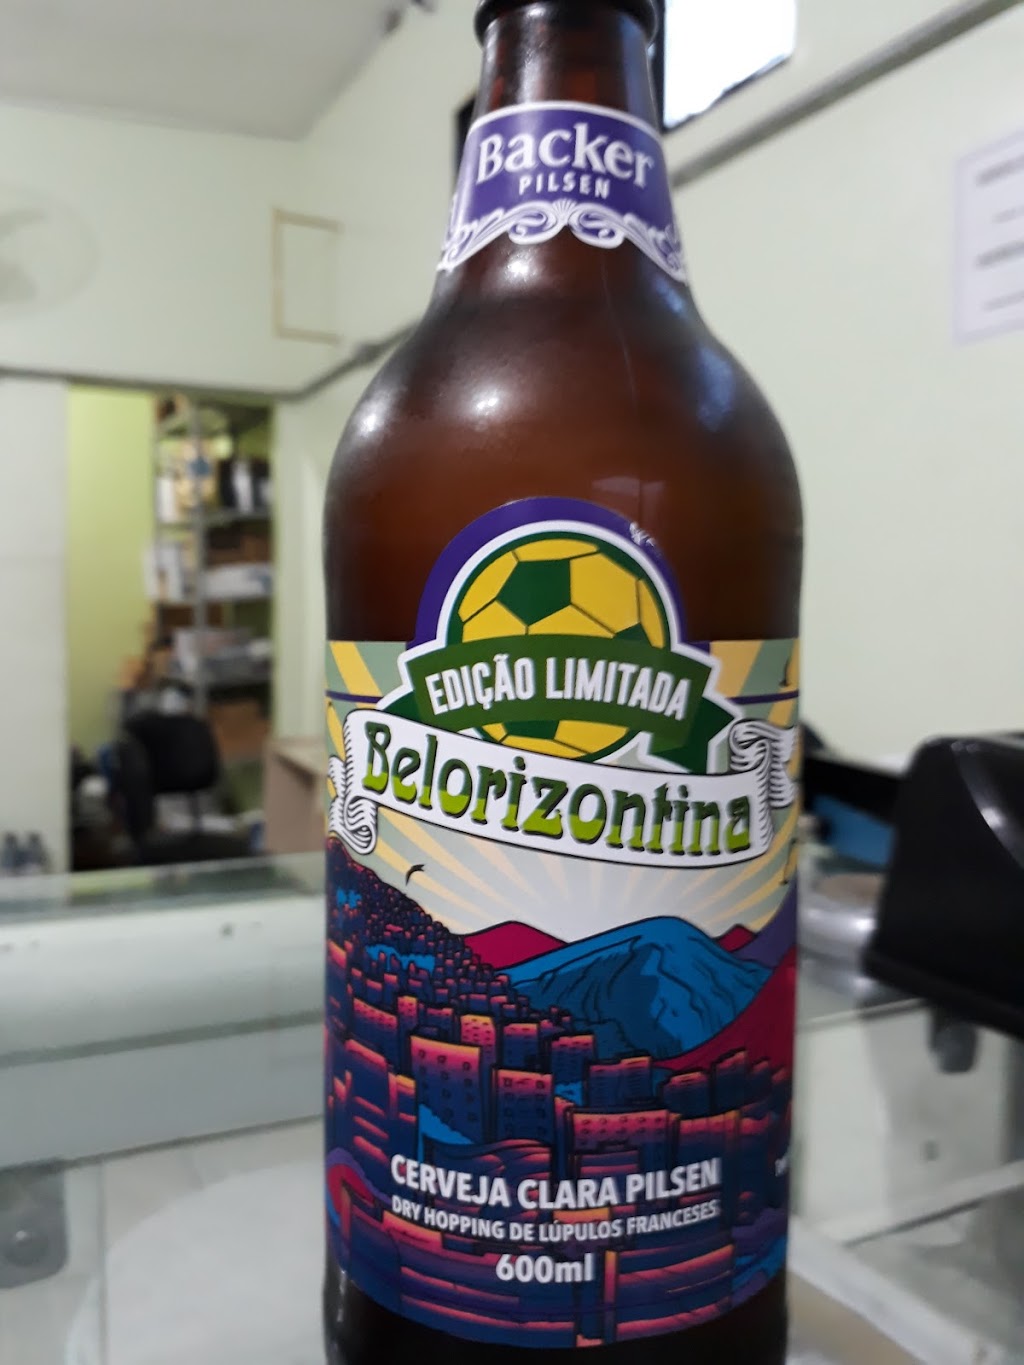 Backer
PILSEN
EDIÇÃO LIMITADA
Belorizontina
CERVEJA CLARA PILSEN
DRY HOPPING DE LÚPULOS FRANCESES
600ml